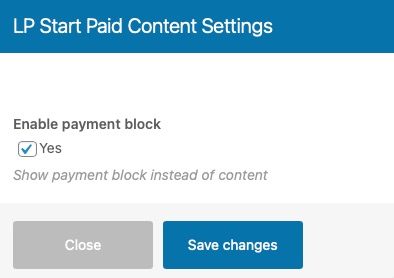 LP Start Paid Content Settings
Enable payment block
Yes
Show payment block instead of content
Close
Save changes